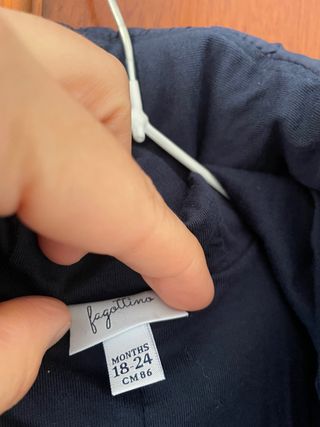 fagottino
MONTHS
18-24
CM 86